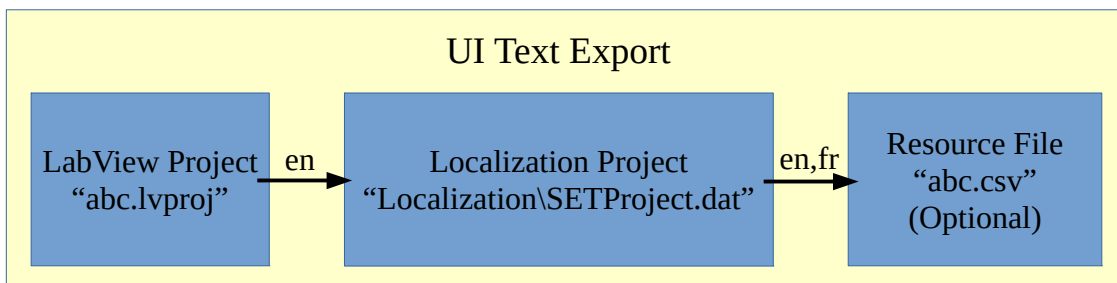 UI Text Export
LabView Project
“abc.lvproj”
en
Localization Project
“Localization\SETProject.dat”
en,fr
Resource File
“abc.csv”
(Optional)